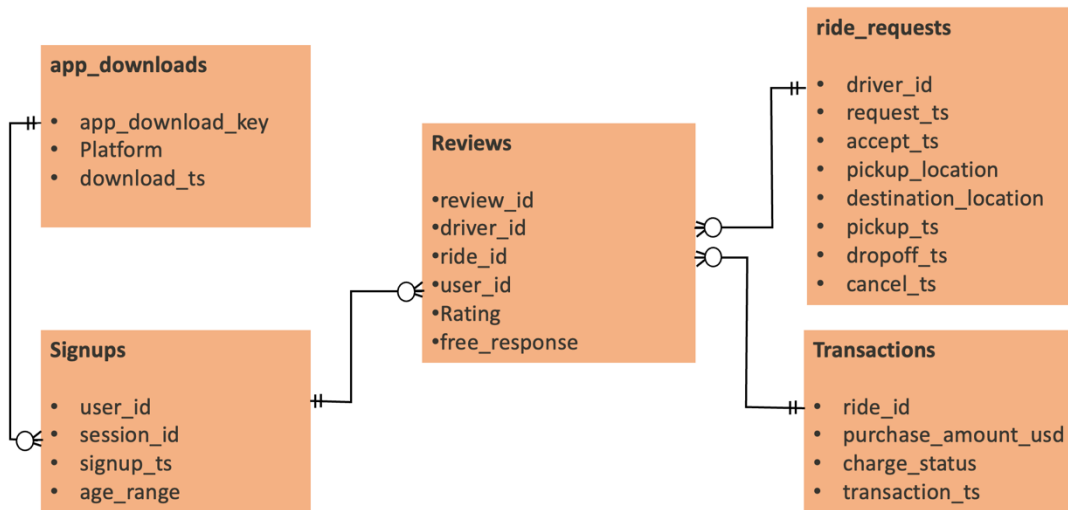 app_downloads
• app_download_key
• Platform
• download_ts
Signups
• user_id
• session_id
• signup_ts
• age_range
Reviews
•review_id
•driver_id
•ride_id
•user_id
•Rating
•free_response
ride_requests
• driver_id
• request_ts
• accept_ts
• pickup_location
• destination_location
• pickup_ts
• dropoff_ts
• cancel_ts
Transactions
• ride_id
• purchase_amount_usd
• charge_status
• transaction_ts